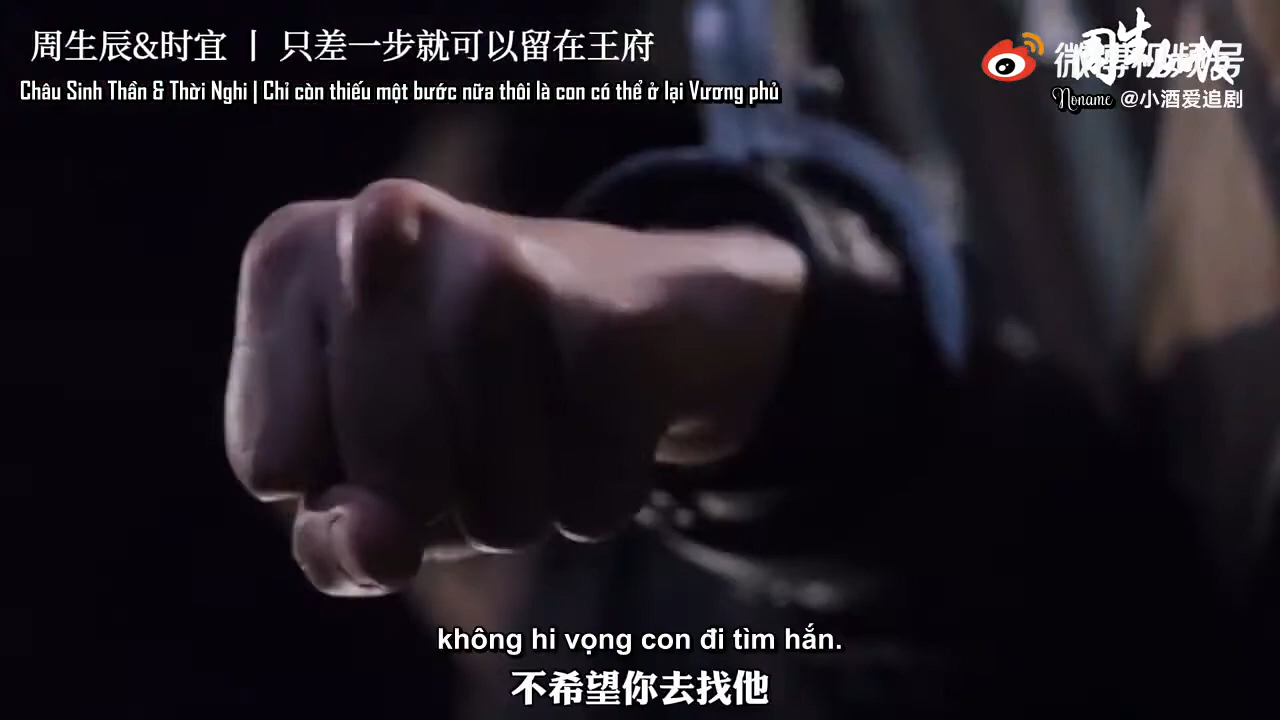 周生辰&时宜 | 只差一步就可以留在王府
Châu Sinh Thần & Thời Nghi | Chỉ còn thiếu một bước nữa thôi là con có thể ở lại Vương phủ
Noname @小酒爱追剧
không hi vọng con đi tìm hắn.
不希望你去找他